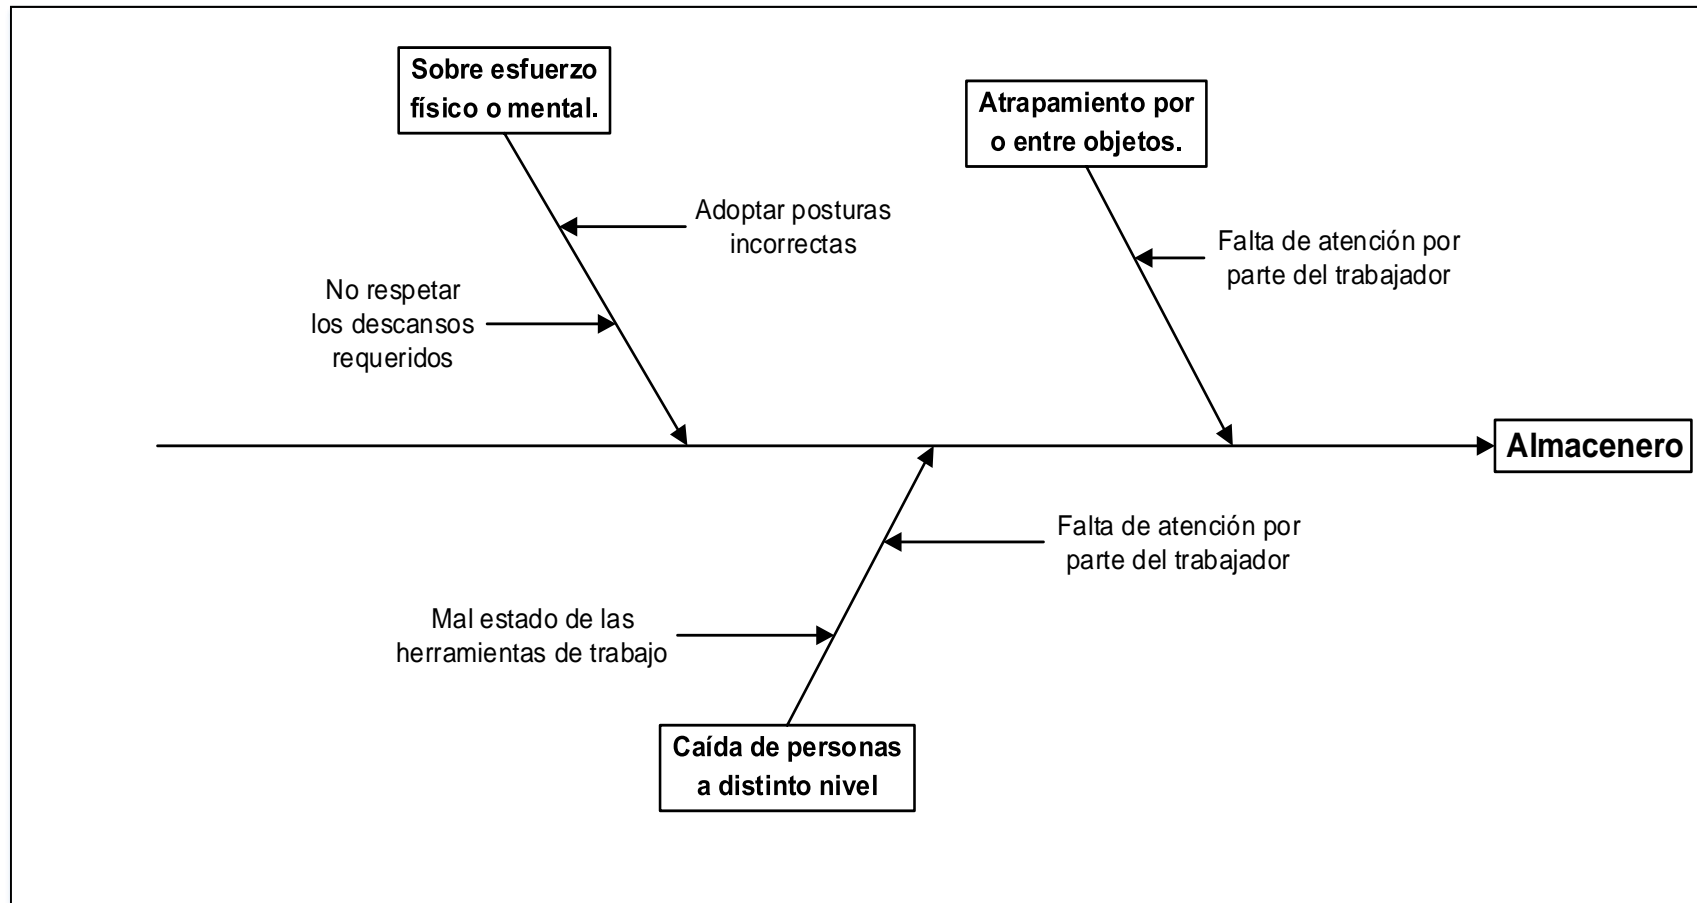 Sobre esfuerzo
físico o mental.
Atrapamiento por
o entre objetos.
Adoptar posturas
incorrectas
Falta de atención por
parte del trabajador
No respetar
los descansos
requeridos
Almacenero
Falta de atención por
parte del trabajador
Mal estado de las
herramientas de trabajo
Caída de personas
a distinto nivel